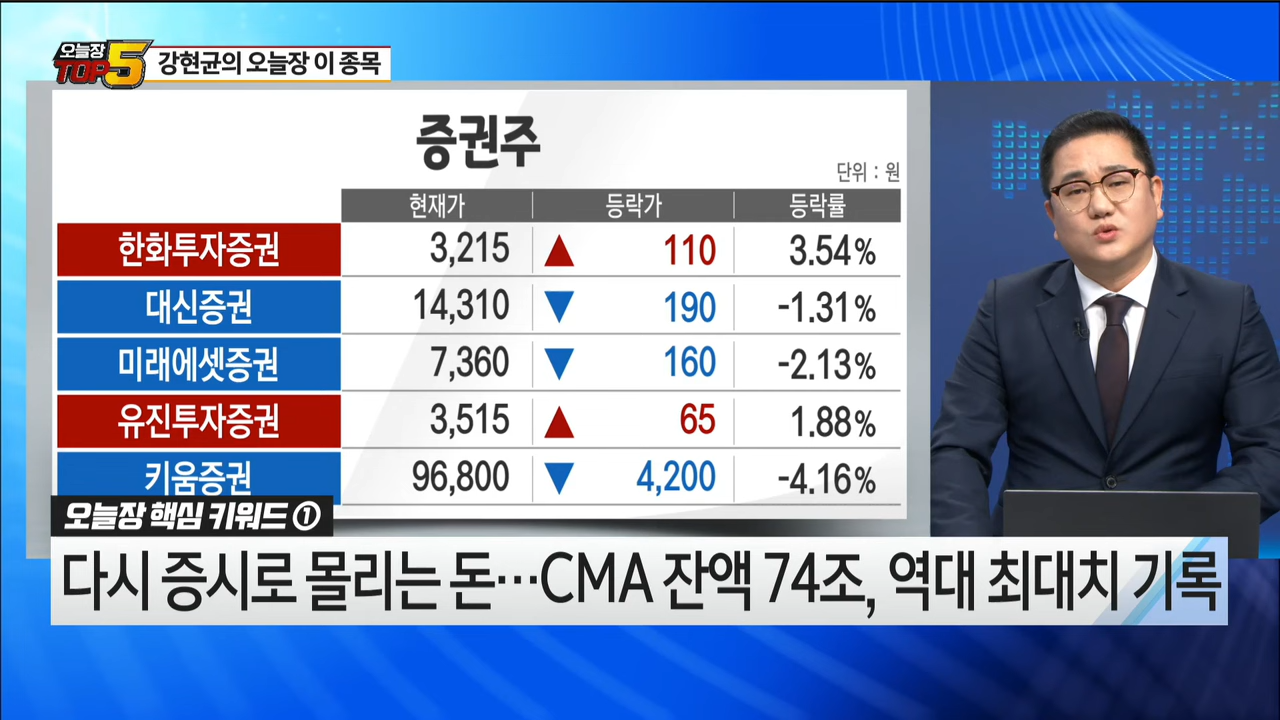 오늘장 TOP5 강현균의 오늘장 이 종목
증권주
단위 : 원
현재가 등락가 등락률
한화투자증권 3,215 ▲ 110 3.54%
대신증권 14,310 ▼ 190 -1.31%
미래에셋증권 7,360 ▼ 160 -2.13%
유진투자증권 3,515 ▲ 65 1.88%
키움증권 96,800 ▼ 4,200 -4.16%
오늘장 핵심 키워드 ①
다시 증시로 몰리는 돈…CMA 잔액 74조, 역대 최대치 기록